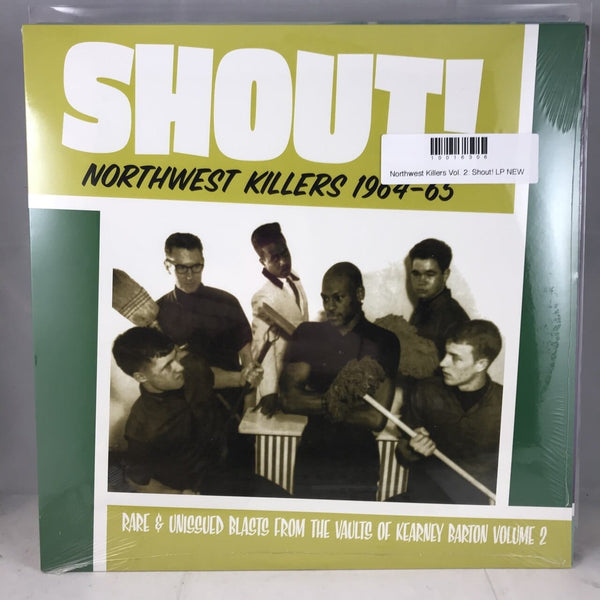 SHOUT!
10016306
Northwest Killers Vol. 2: Shout! LP NEW
NORTHWEST KILLERS 1964-65
RARE & UNISSUED BLASTS FROM THE VAULTS OF KEARNEY BARTON VOLUME 2